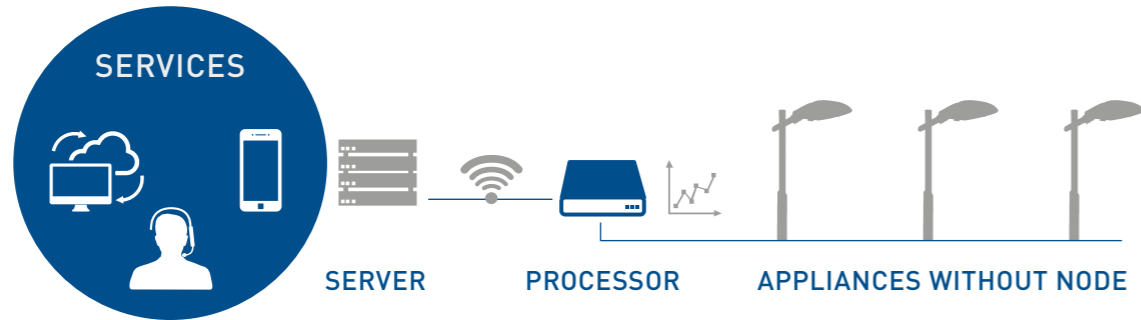 SERVICES
SERVER
PROCESSOR
APPLIANCES WITHOUT NODE